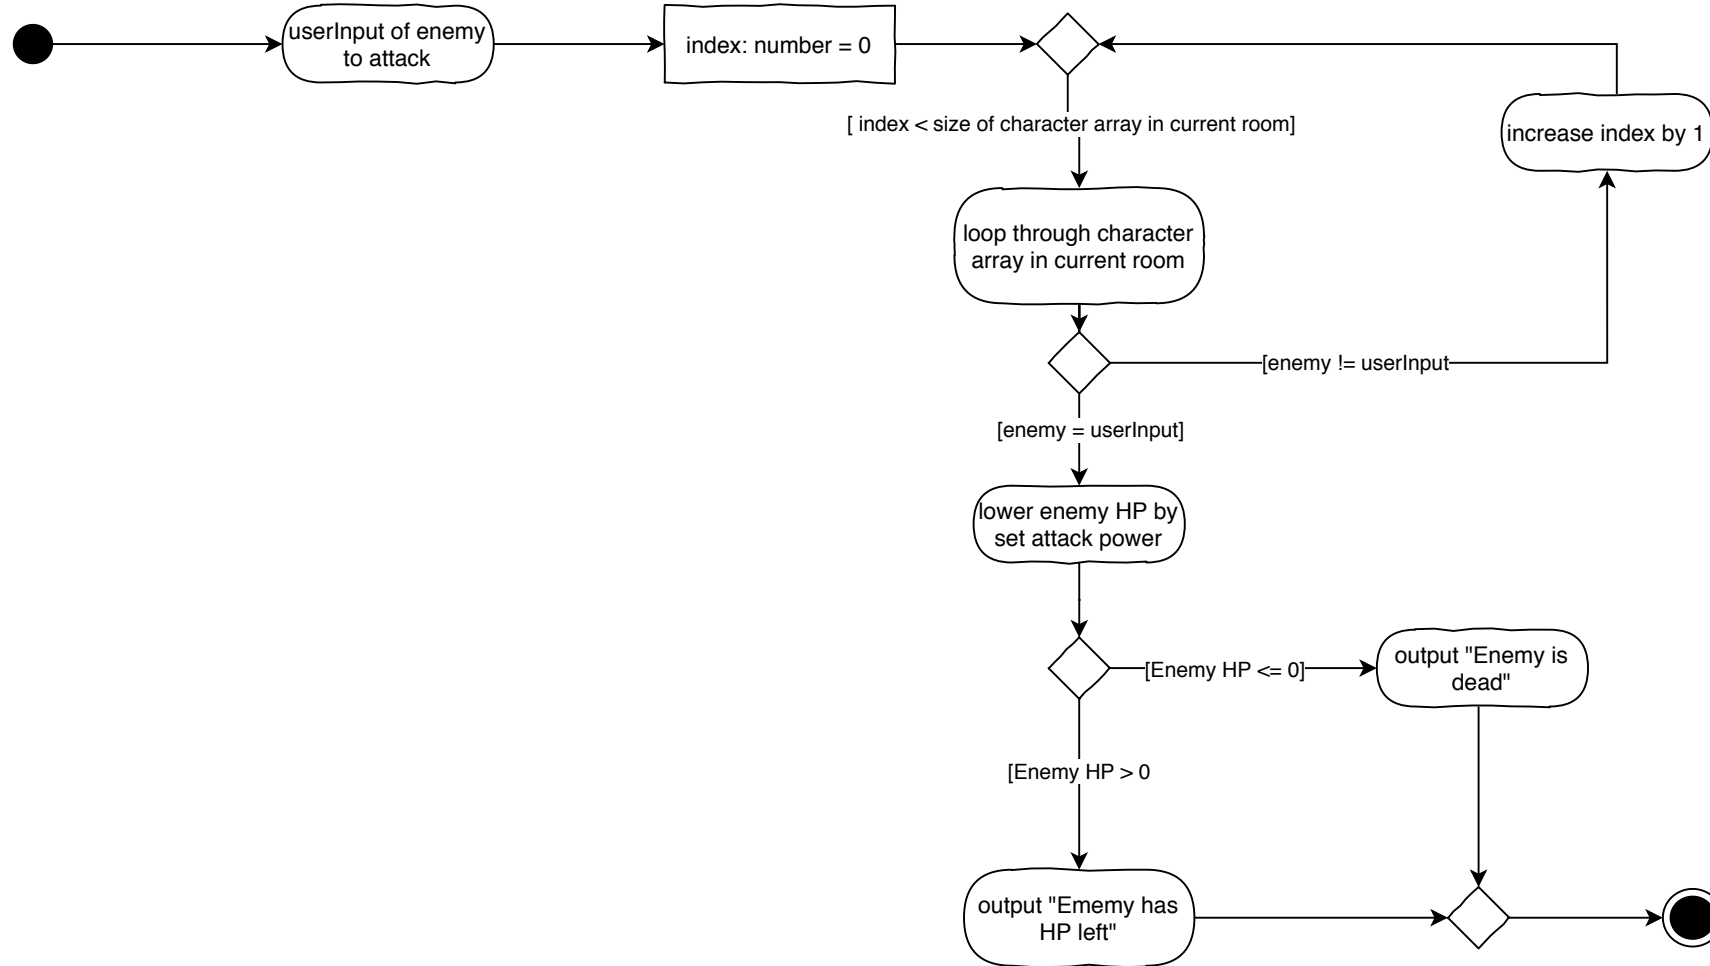 userInput of enemy
to attack
index: number = 0
[ index < size of character array in current room]
increase index by 1
loop through character
array in current room
[enemy != userInput
[enemy = userInput]
lower enemy HP by
set attack power
[Enemy HP <= 0]
output "Enemy is
dead"
[Enemy HP > 0
output "Ememy has
HP left"